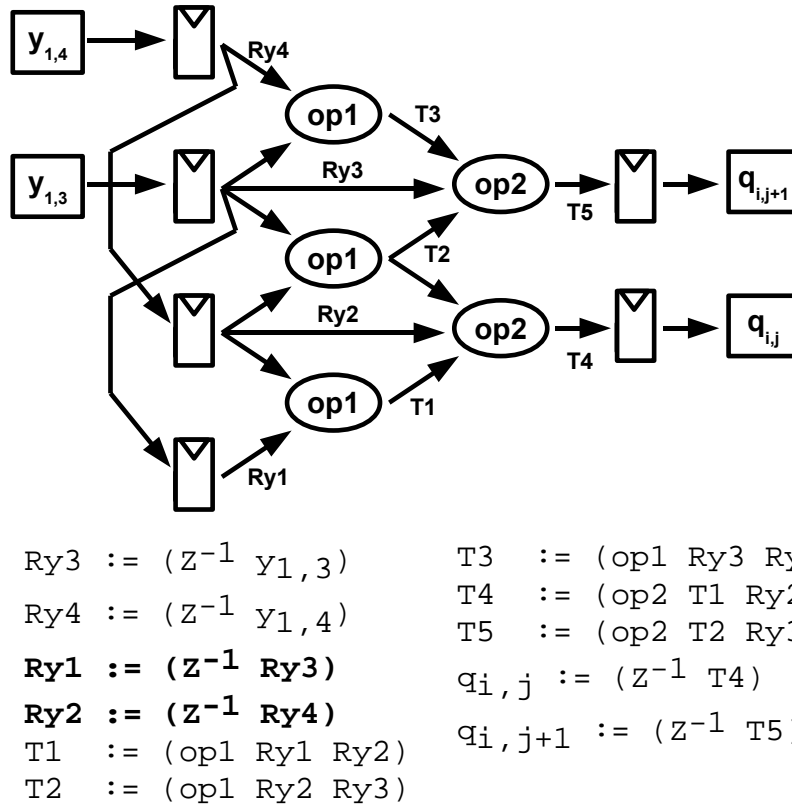 y1,4
Ry4
op1
T3
y1,3
Ry3
op2
T5
qi,j+1
op1
T2
Ry2
op2
T4
qi,j
op1
T1
Ry1
Ry3 := (Z-1 y1,3)
Ry4 := (Z-1 y1,4)
Ry1 := (Z-1 Ry3)
Ry2 := (Z-1 Ry4)
T1 := (op1 Ry1 Ry2)
T2 := (op1 Ry2 Ry3)
T3 := (op1 Ry3 Ry
T4 := (op2 T1 Ry2
T5 := (op2 T2 Ry3
qi,j := (Z-1 T4)
qi,j+1 := (Z-1 T5)